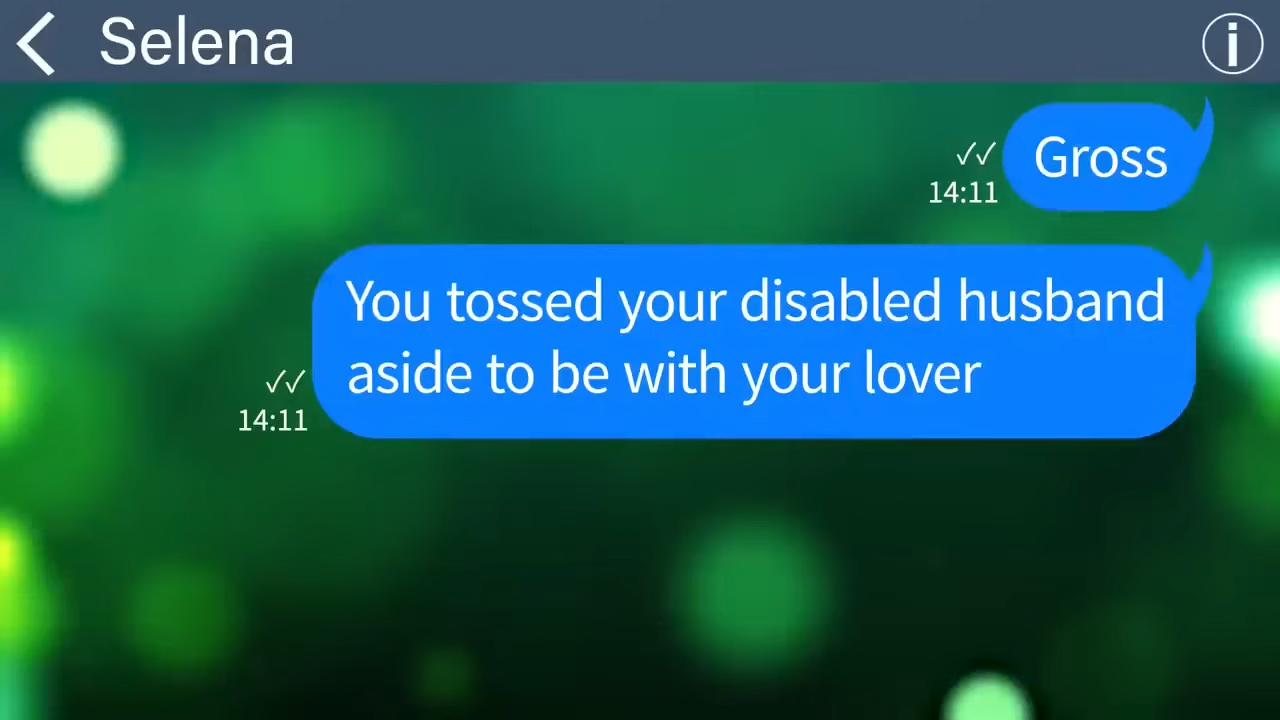 Selena
Gross
✓✓
14:11
You tossed your disabled husband
aside to be with your lover
✓✓
14:11